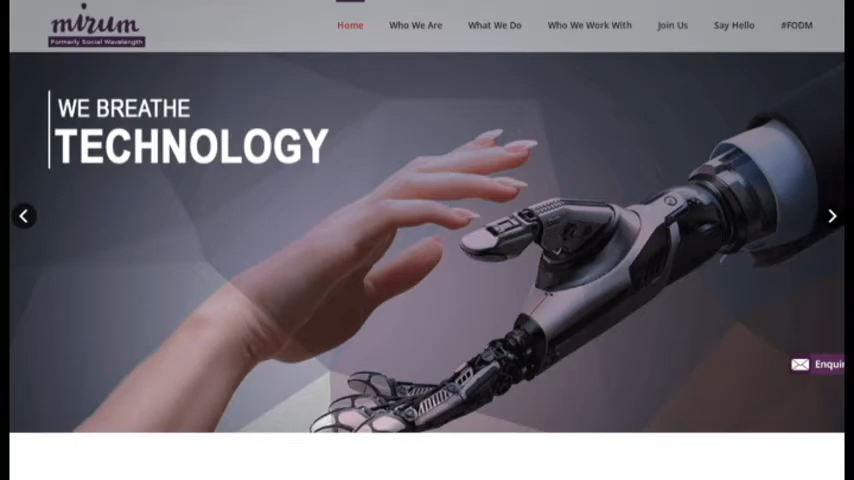 mirum
Formerly Social Wavelength
Home Who We Are What We Do Who We Work With Join Us Say Hello #FODM
WE BREATHE
TECHNOLOGY